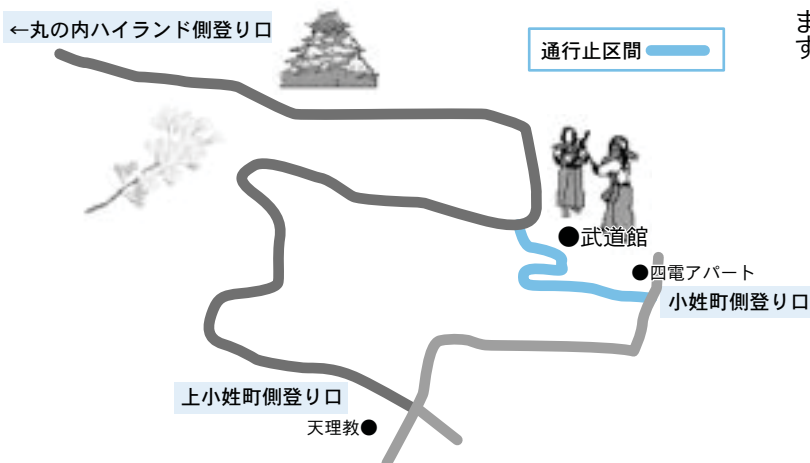 ←丸の内ハイランド側登り口
通行止区間
ます
●武道館
●四電アパート
小姓町側登り口
上小姓町側登り口
天理教●